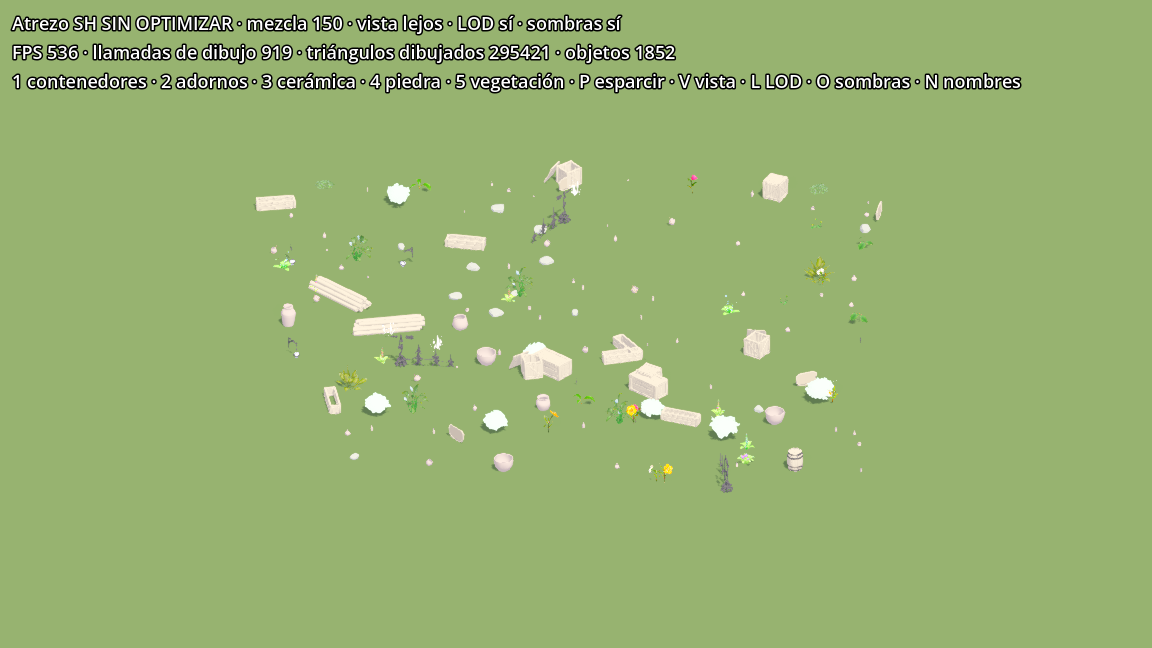 Atrezo SH SIN OPTIMIZAR · mezcla 150 · vista lejos · LOD sí · sombras sí
FPS 536 · llamadas de dibujo 919 · triángulos dibujados 295421 · objetos 1852
1 contenedores · 2 adornos · 3 cerámica · 4 piedra · 5 vegetación · P esparcir · V vista · L LOD · O sombras · N nombres